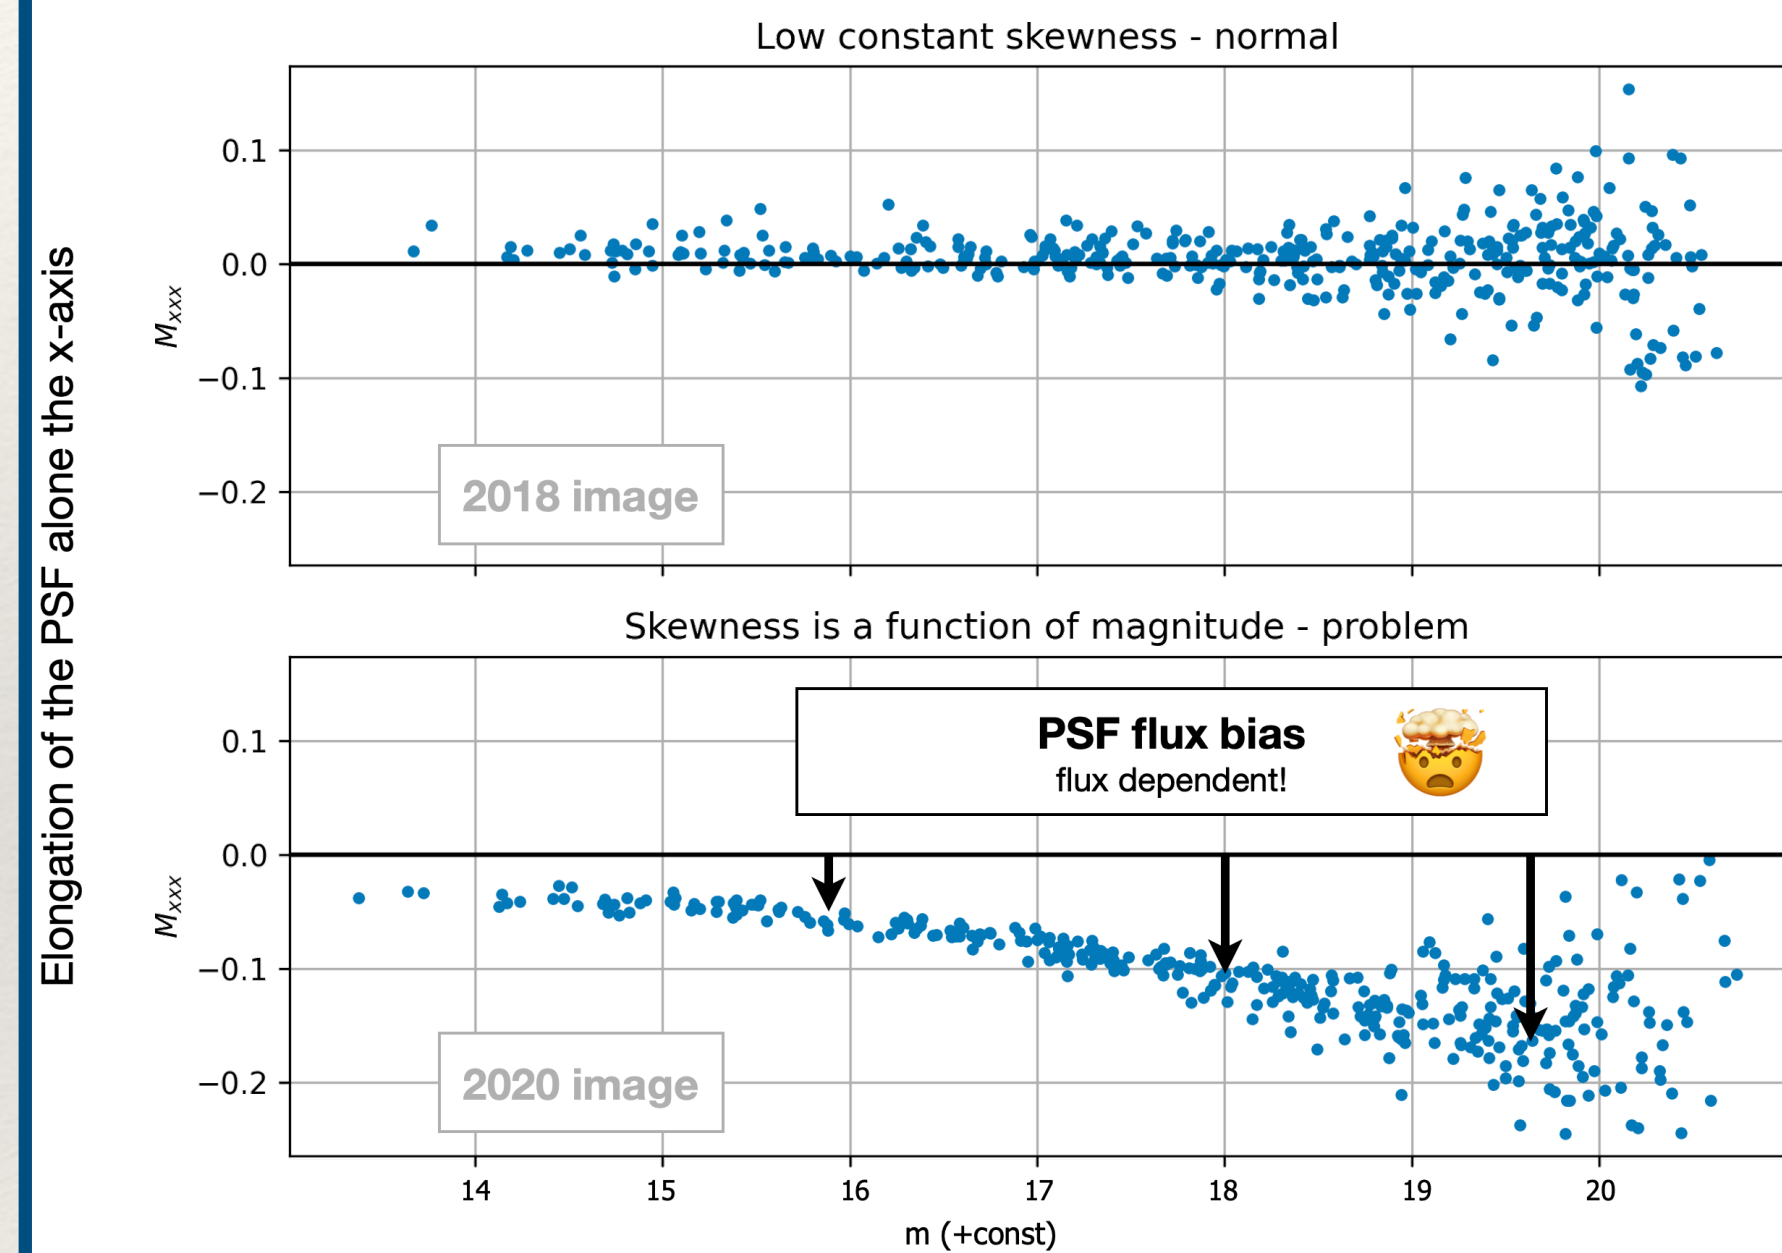 Elongation of the PSF alone the x-axis
Low constant skewness - normal
0.1
0.0
−0.1
−0.2
Mxxx
2018 image
Skewness is a function of magnitude - problem
PSF flux bias
flux dependent!
0.1
0.0
−0.1
−0.2
Mxxx
2020 image
14 15 16 17 18 19 20
m (+const)